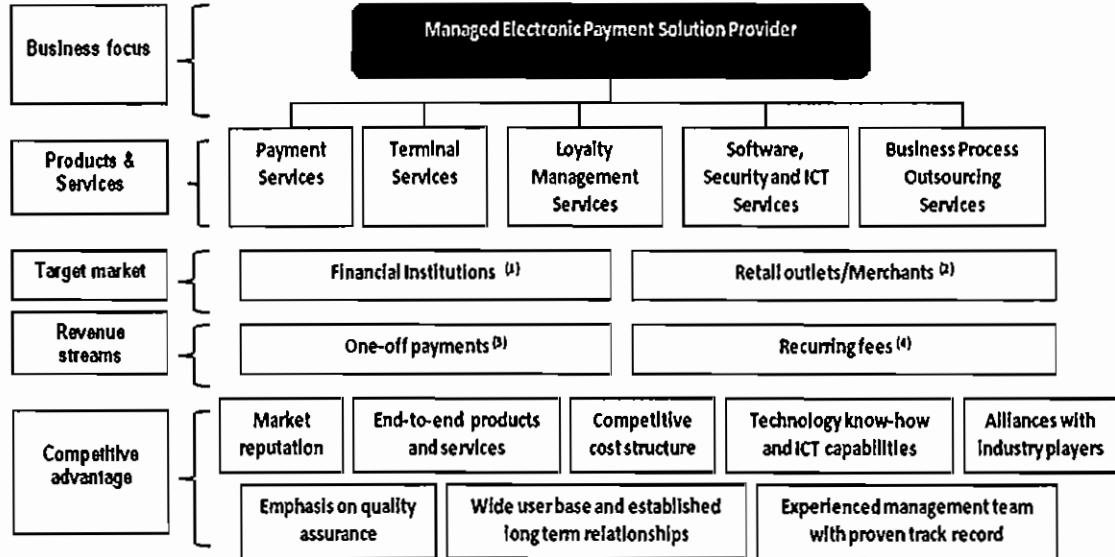 Business focus
Managed Electronic Payment Solution Provider
Products &
Services
Payment
Services
Terminal
Services
Loyalty
Management
Services
Software,
Security and ICT
Services
Business Process
Outsourcing
Services
Target market
Financial Institutions (1)
Retail outlets/Merchants (2)
Revenue
streams
One-off payments (3)
Recurring fees (4)
Competitive
advantage
Market
reputation
End-to-end products
and services
Competitive
cost structure
Technology know-how
and ICT capabilities
Alliances with
industry players
Emphasis on quality
assurance
Wide user base and established
long term relationships
Experienced management team
with proven track record